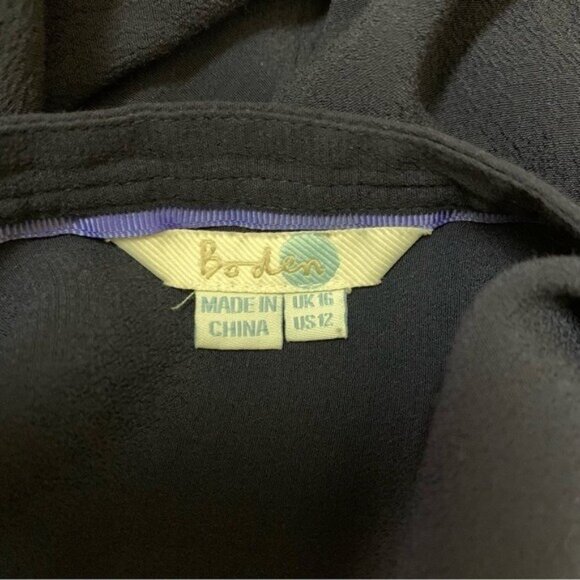 Boden
MADE IN
CHINA
UK 16
US 12